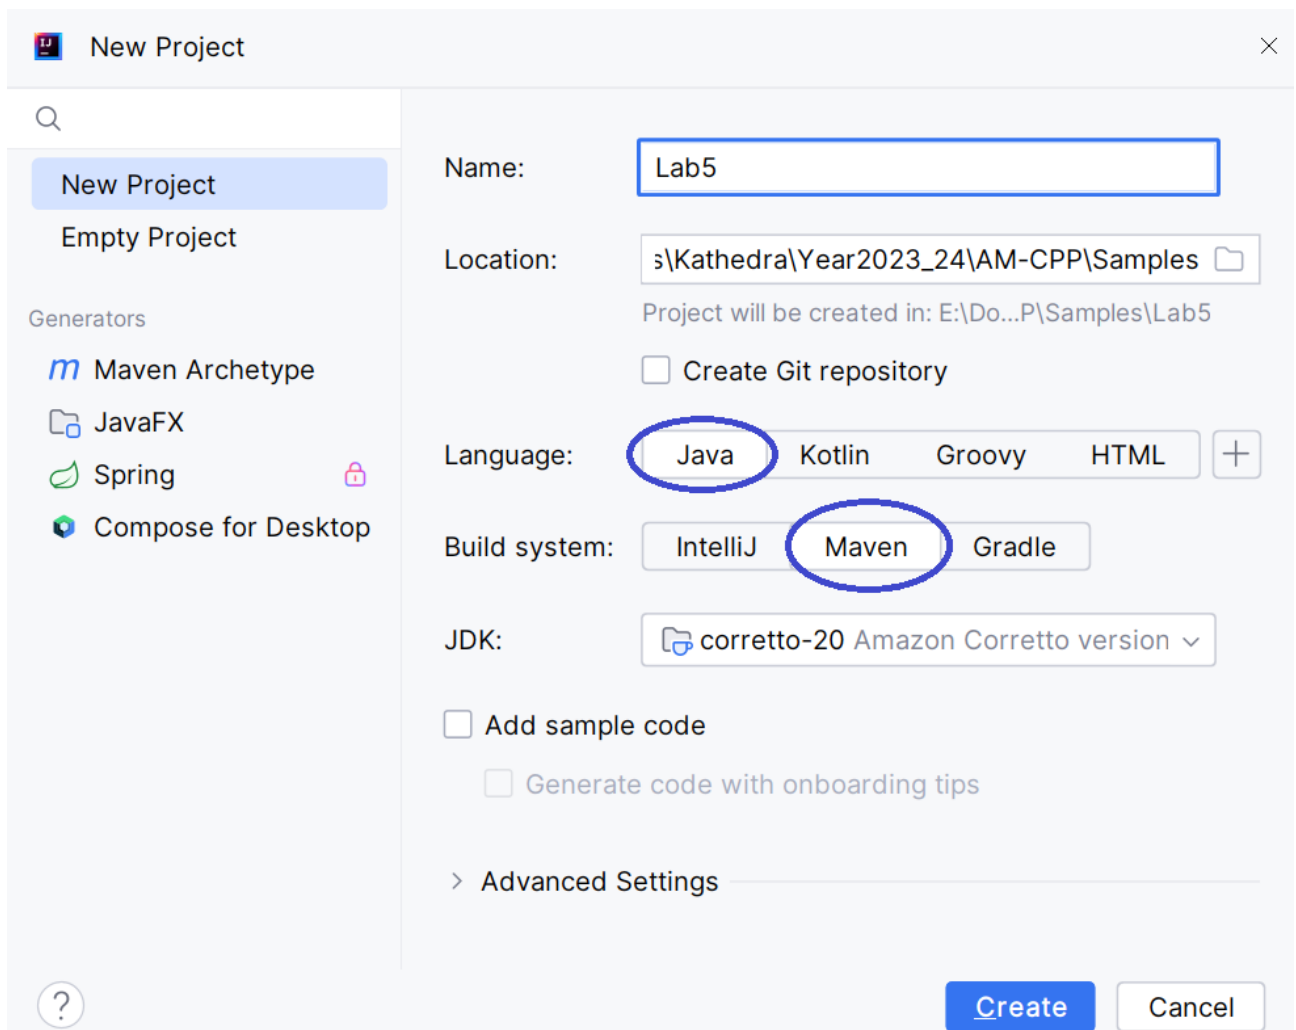 New Project
New Project
Empty Project
Generators
Maven Archetype
JavaFX
Spring
Compose for Desktop
Name: Lab5
Location: s\Kathedra\Year2023_24\AM-CPP\Samples
Project will be created in: E:\Do...P\Samples\Lab5
Create Git repository
Language: Java Kotlin Groovy HTML
Build system: IntelliJ Maven Gradle
JDK: corretto-20 Amazon Corretto version
Add sample code
Generate code with onboarding tips
Advanced Settings
? Create Cancel